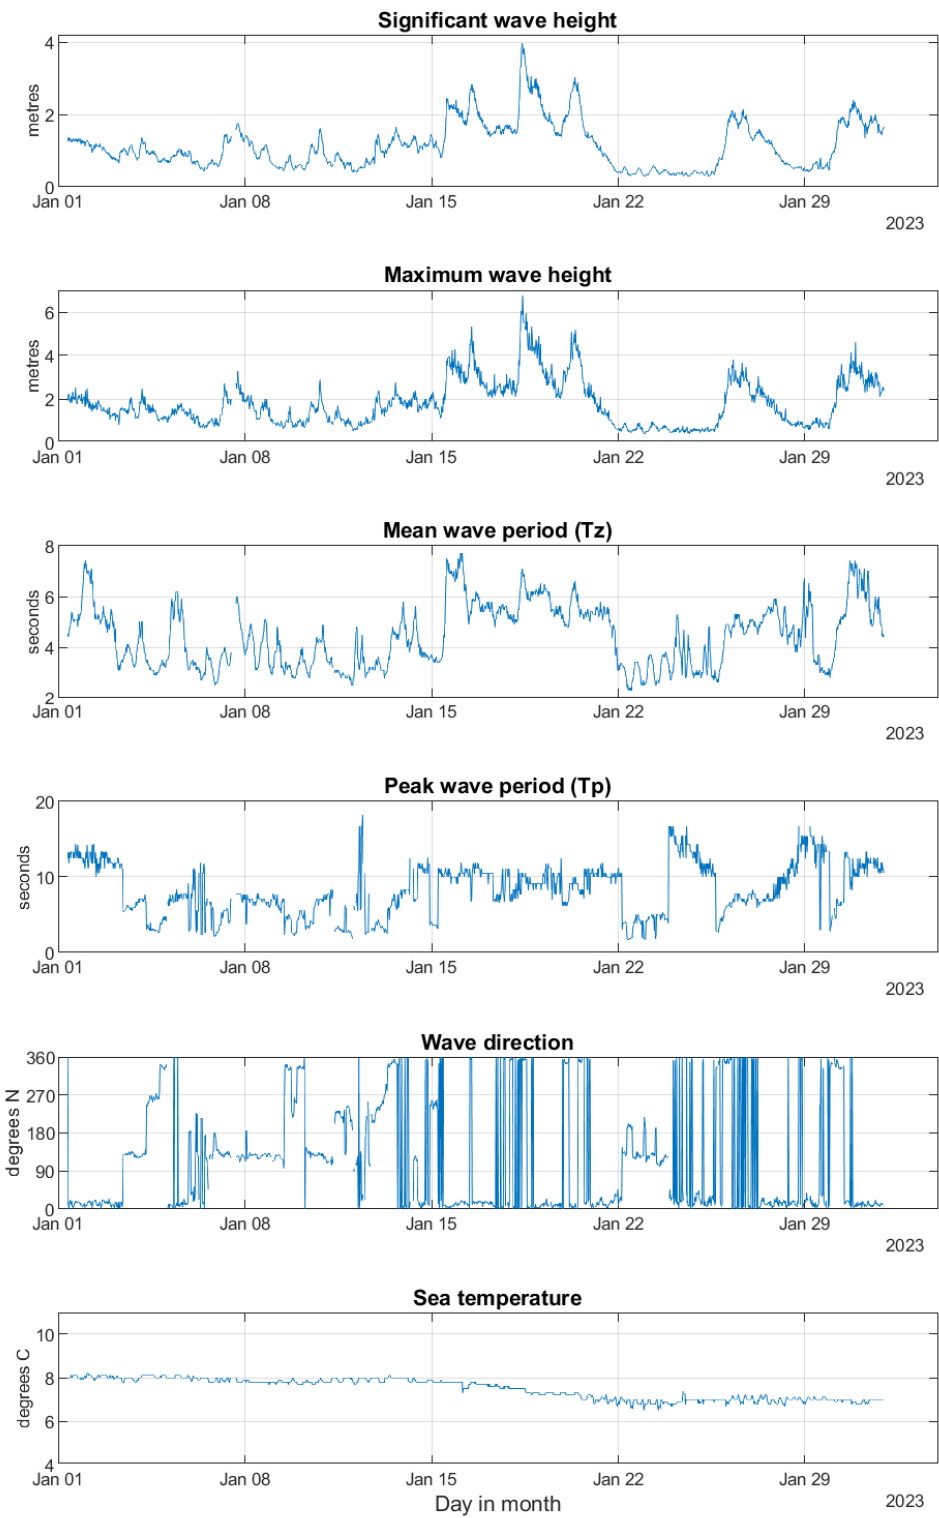 Significant wave height
4
2
0
metres
Jan 01 Jan 08 Jan 15 Jan 22 Jan 29
2023
Maximum wave height
6
4
2
0
metres
Jan 01 Jan 08 Jan 15 Jan 22 Jan 29
2023
Mean wave period (Tz)
8
6
4
2
seconds
Jan 01 Jan 08 Jan 15 Jan 22 Jan 29
2023
Peak wave period (Tp)
20
10
0
seconds
Jan 01 Jan 08 Jan 15 Jan 22 Jan 29
2023
Wave direction
360
270
180
90
0
degrees N
Jan 01 Jan 08 Jan 15 Jan 22 Jan 29
2023
Sea temperature
10
8
6
4
degrees C
Jan 01 Jan 08 Jan 15 Jan 22 Jan 29
2023
Day in month